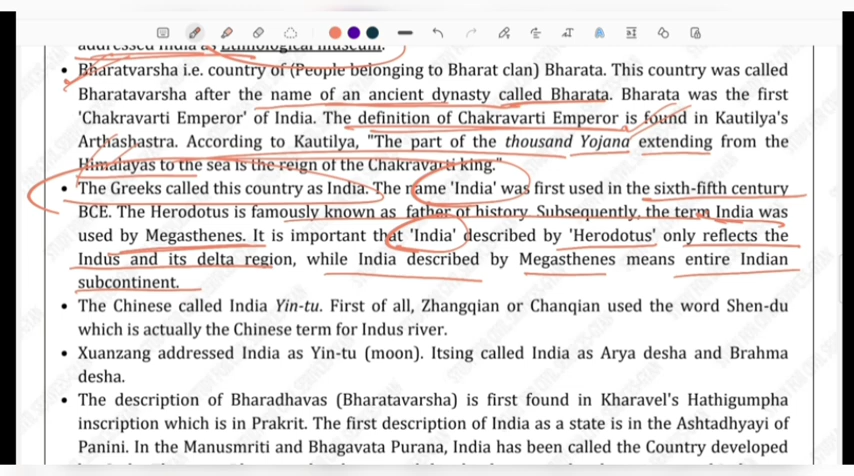 addressed India as Ethnological museum.
• Bharatvarsha i.e. country of (People belonging to Bharat clan) Bharata. This country was called
Bharatavarsha after the name of an ancient dynasty called Bharata. Bharata was the first
'Chakravarti Emperor' of India. The definition of Chakravarti Emperor is found in Kautilya's
Arthashastra. According to Kautilya, "The part of the thousand Yojana extending from the
Himalayas to the sea is the reign of the Chakravarti king."
• The Greeks called this country as India. The name 'India' was first used in the sixth-fifth century
BCE. The Herodotus is famously known as father of history. Subsequently, the term India was
used by Megasthenes. It is important that 'India' described by 'Herodotus' only reflects the
Indus and its delta region, while India described by Megasthenes means entire Indian
subcontinent.
• The Chinese called India Yin-tu. First of all, Zhangqian or Chanqian used the word Shen-du
which is actually the Chinese term for Indus river.
• Xuanzang addressed India as Yin-tu (moon). Itsing called India as Arya desha and Brahma
desha.
• The description of Bharadhavas (Bharatavarsha) is first found in Kharavel's Hathigumpha
inscription which is in Prakrit. The first description of India as a state is in the Ashtadhyayi of
Panini. In the Manusmriti and Bhagavata Purana, India has been called the Country developed